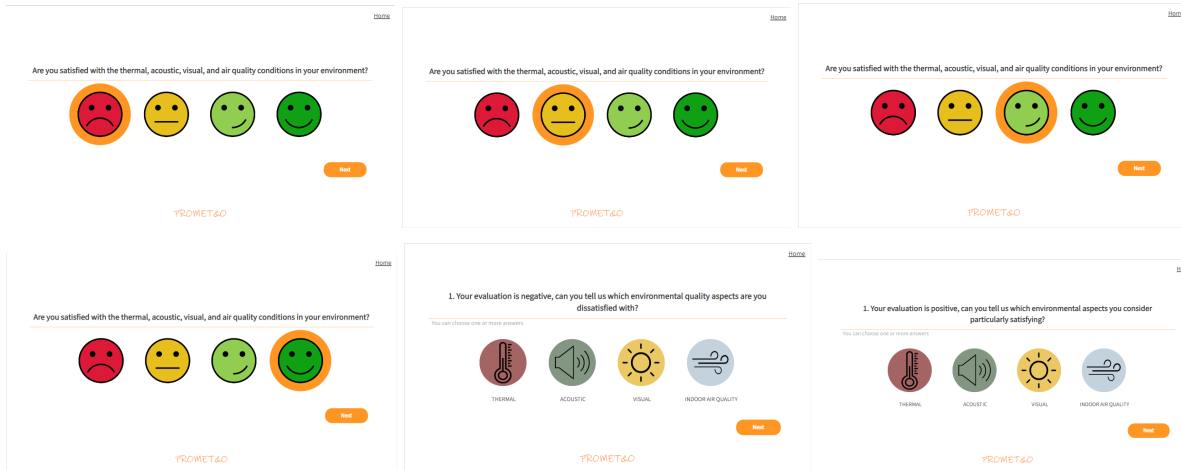 Home
Are you satisfied with the thermal, acoustic, visual, and air quality conditions in your environment?
Next
PROMET&O
Home
Are you satisfied with the thermal, acoustic, visual, and air quality conditions in your environment?
Next
PROMET&O
Hom
Are you satisfied with the thermal, acoustic, visual, and air quality conditions in your environment?
Next
PROMET&O
Home
Are you satisfied with the thermal, acoustic, visual, and air quality conditions in your environment?
Next
PROMET&O
Home
1. Your evaluation is negative, can you tell us which environmental quality aspects are you
dissatisfied with?
You can choose one or more answers
THERMAL ACOUSTIC VISUAL INDOOR AIR QUALITY
Next
PROMET&O
H
1. Your evaluation is positive, can you tell us which environmental aspects you consider
particularly satisfying?
You can choose one or more answers
THERMAL ACOUSTIC VISUAL INDOOR AIR QUALITY
Next
PROMET&O